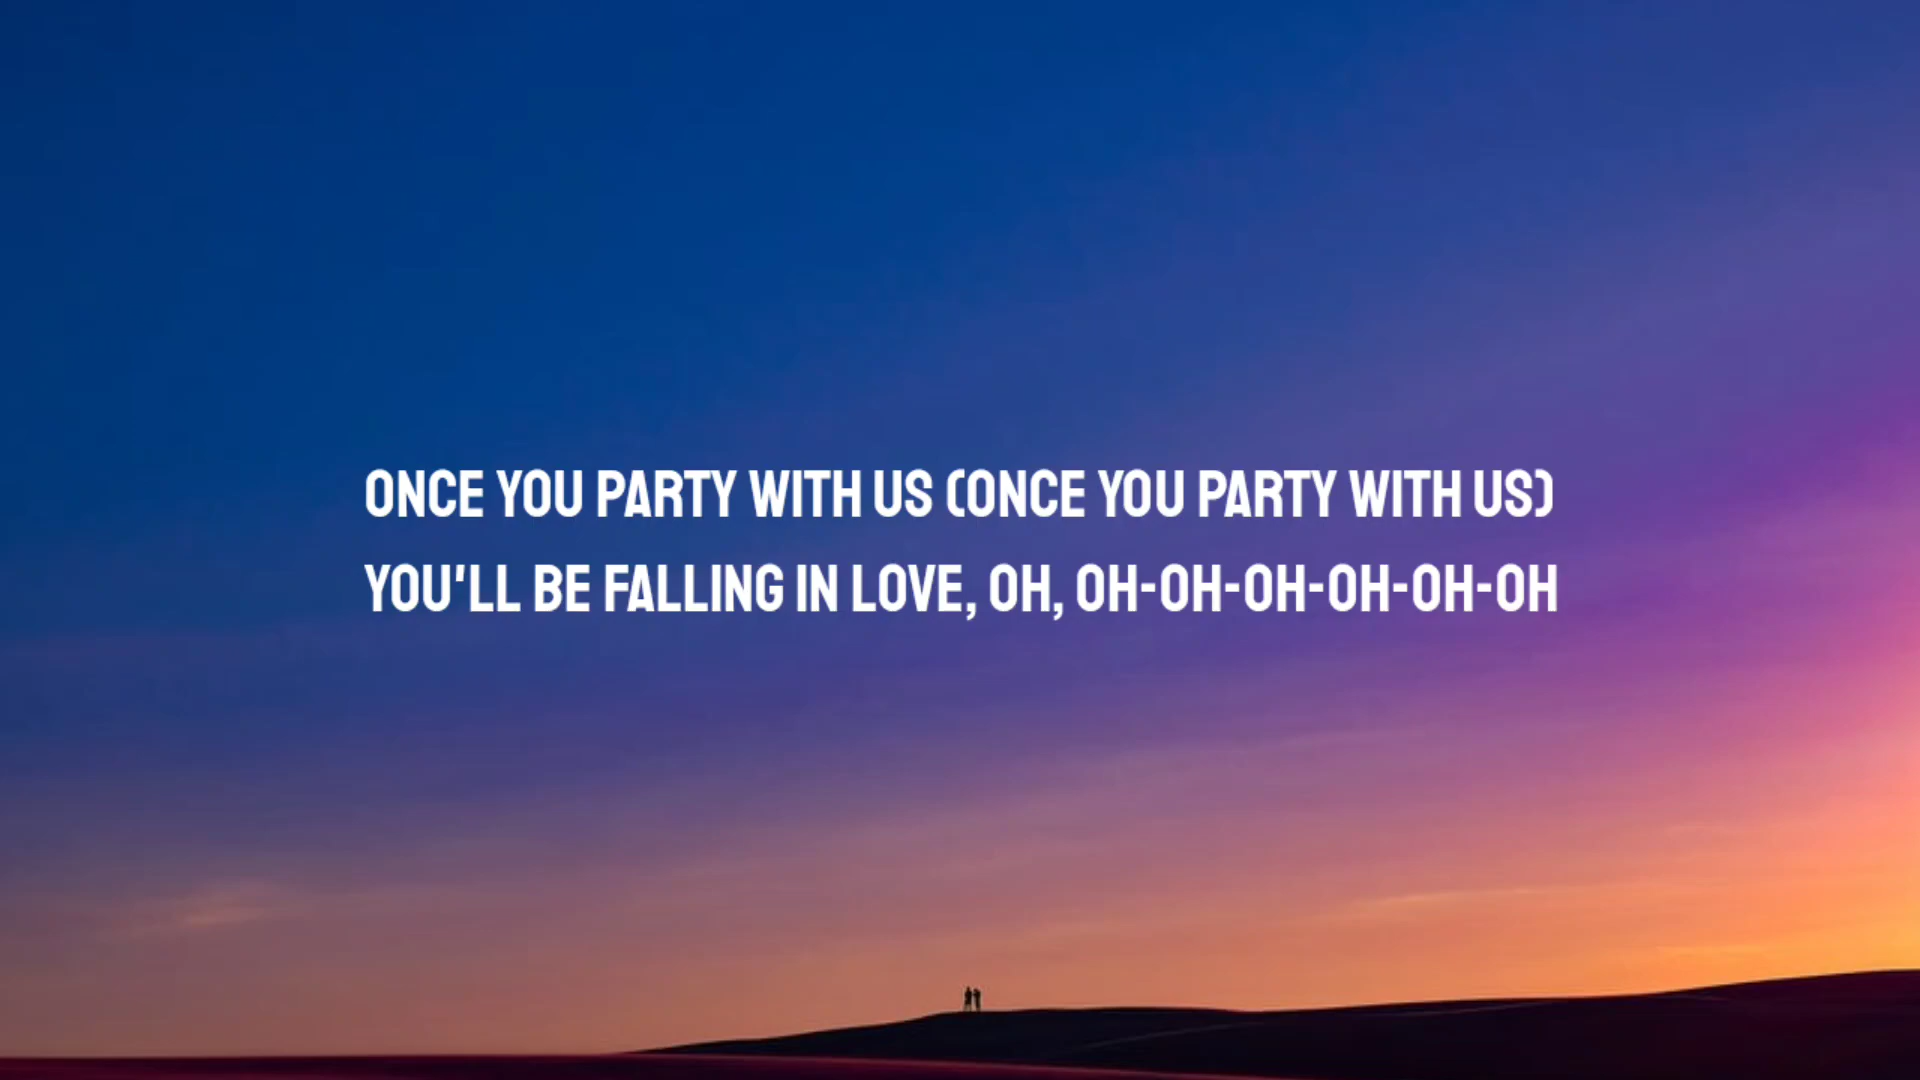 ONCE YOU PARTY WITH US (ONCE YOU PARTY WITH US)
YOU'LL BE FALLING IN LOVE, OH, OH-OH-OH-OH-OH-OH